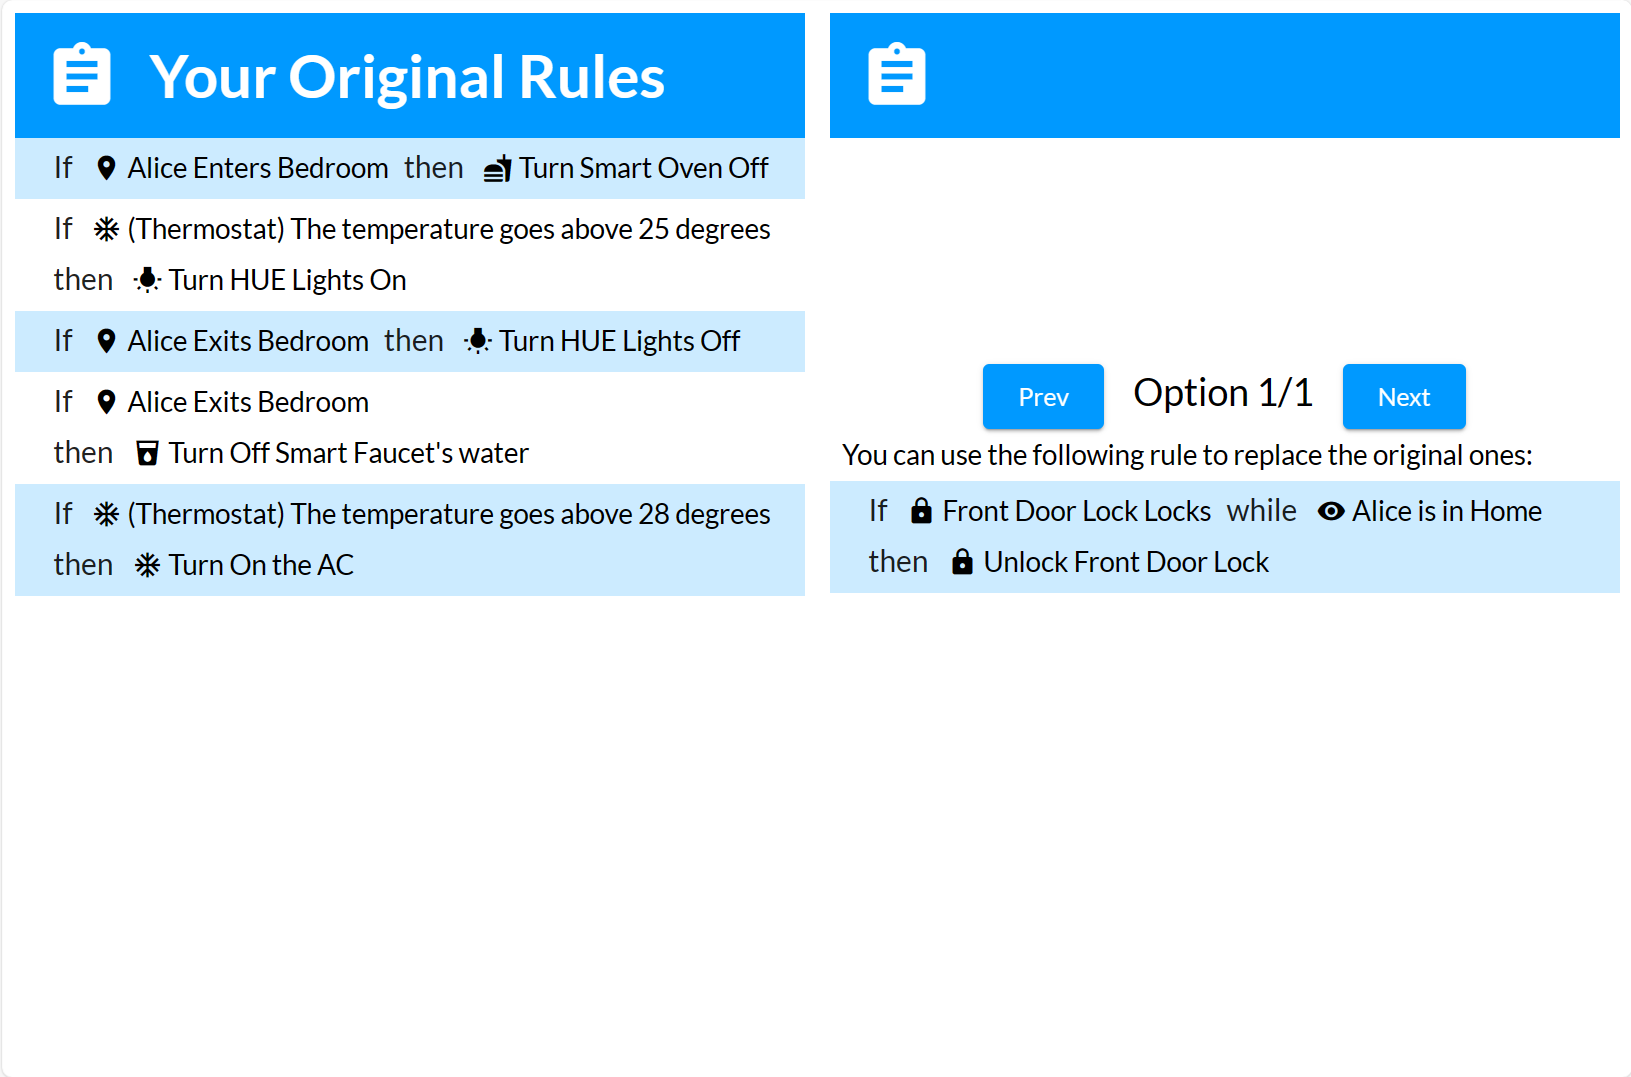 Your Original Rules
If Alice Enters Bedroom then Turn Smart Oven Off
If (Thermostat) The temperature goes above 25 degrees
then Turn HUE Lights On
If Alice Exits Bedroom then Turn HUE Lights Off
If Alice Exits Bedroom
then Turn Off Smart Faucet's water
If (Thermostat) The temperature goes above 28 degrees
then Turn On the AC
Prev Option 1/1 Next
You can use the following rule to replace the original ones:
If Front Door Lock Locks while Alice is in Home
then Unlock Front Door Lock